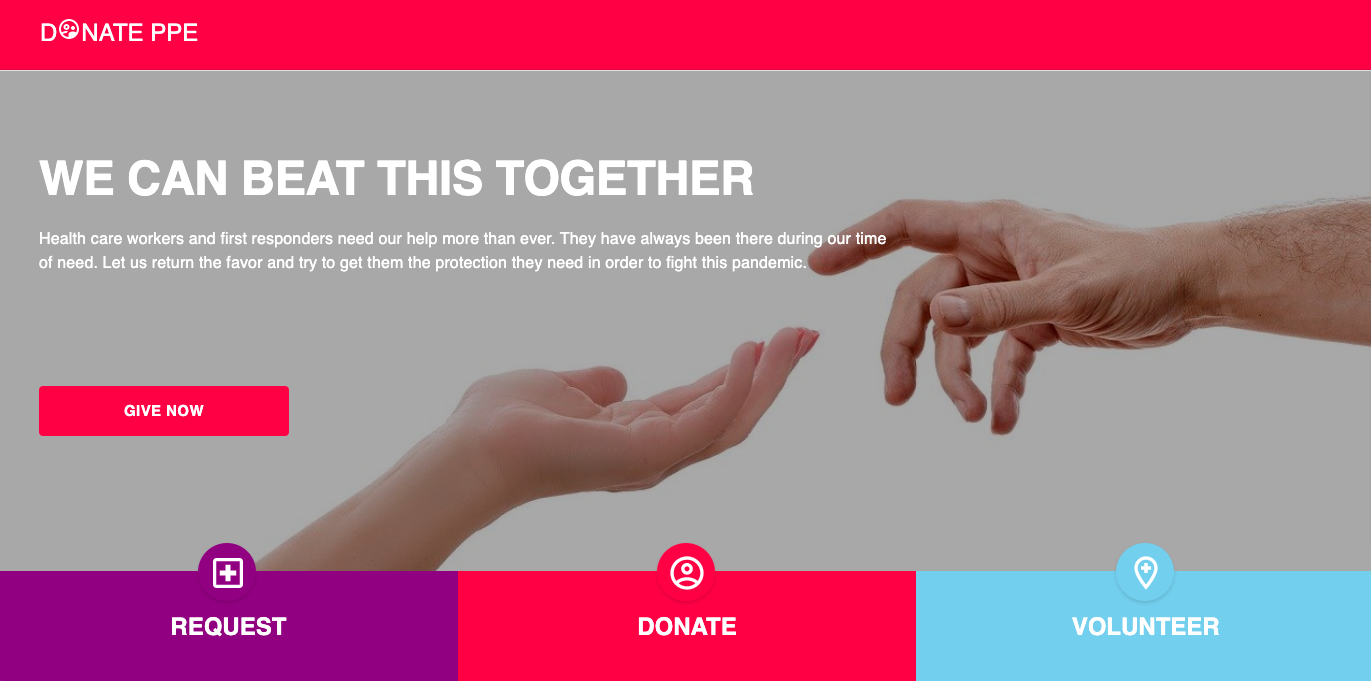 DONATE PPE
WE CAN BEAT THIS TOGETHER
Health care workers and first responders need our help more than ever. They have always been there during our time
of need. Let us return the favor and try to get them the protection they need in order to fight this pandemic.
GIVE NOW
REQUEST
DONATE
VOLUNTEER